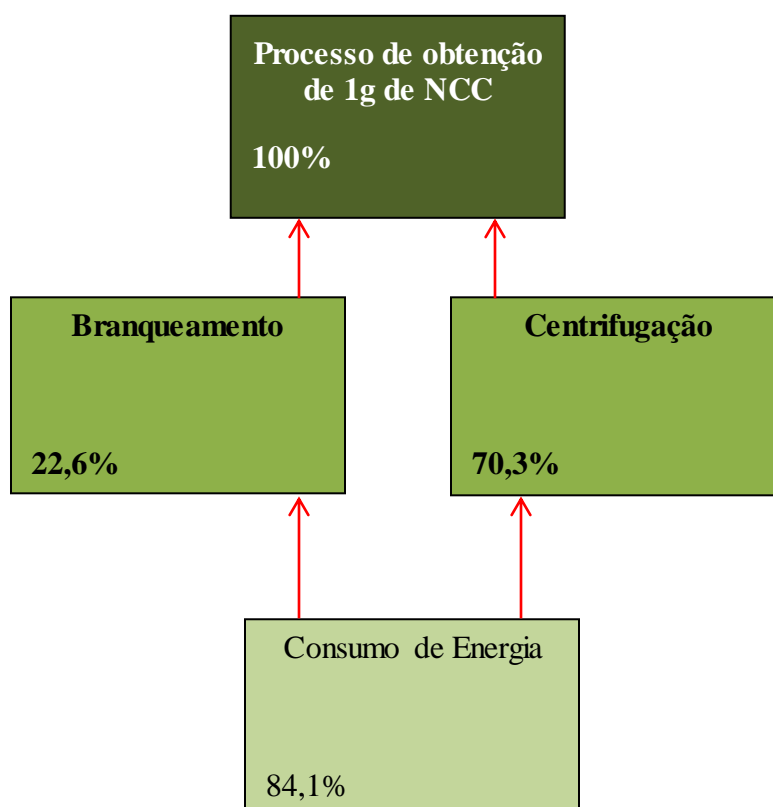 Processo de obtenção
de 1g de NCC
100%
Branqueamento
22,6%
Centrifugação
70,3%
Consumo de Energia
84,1%